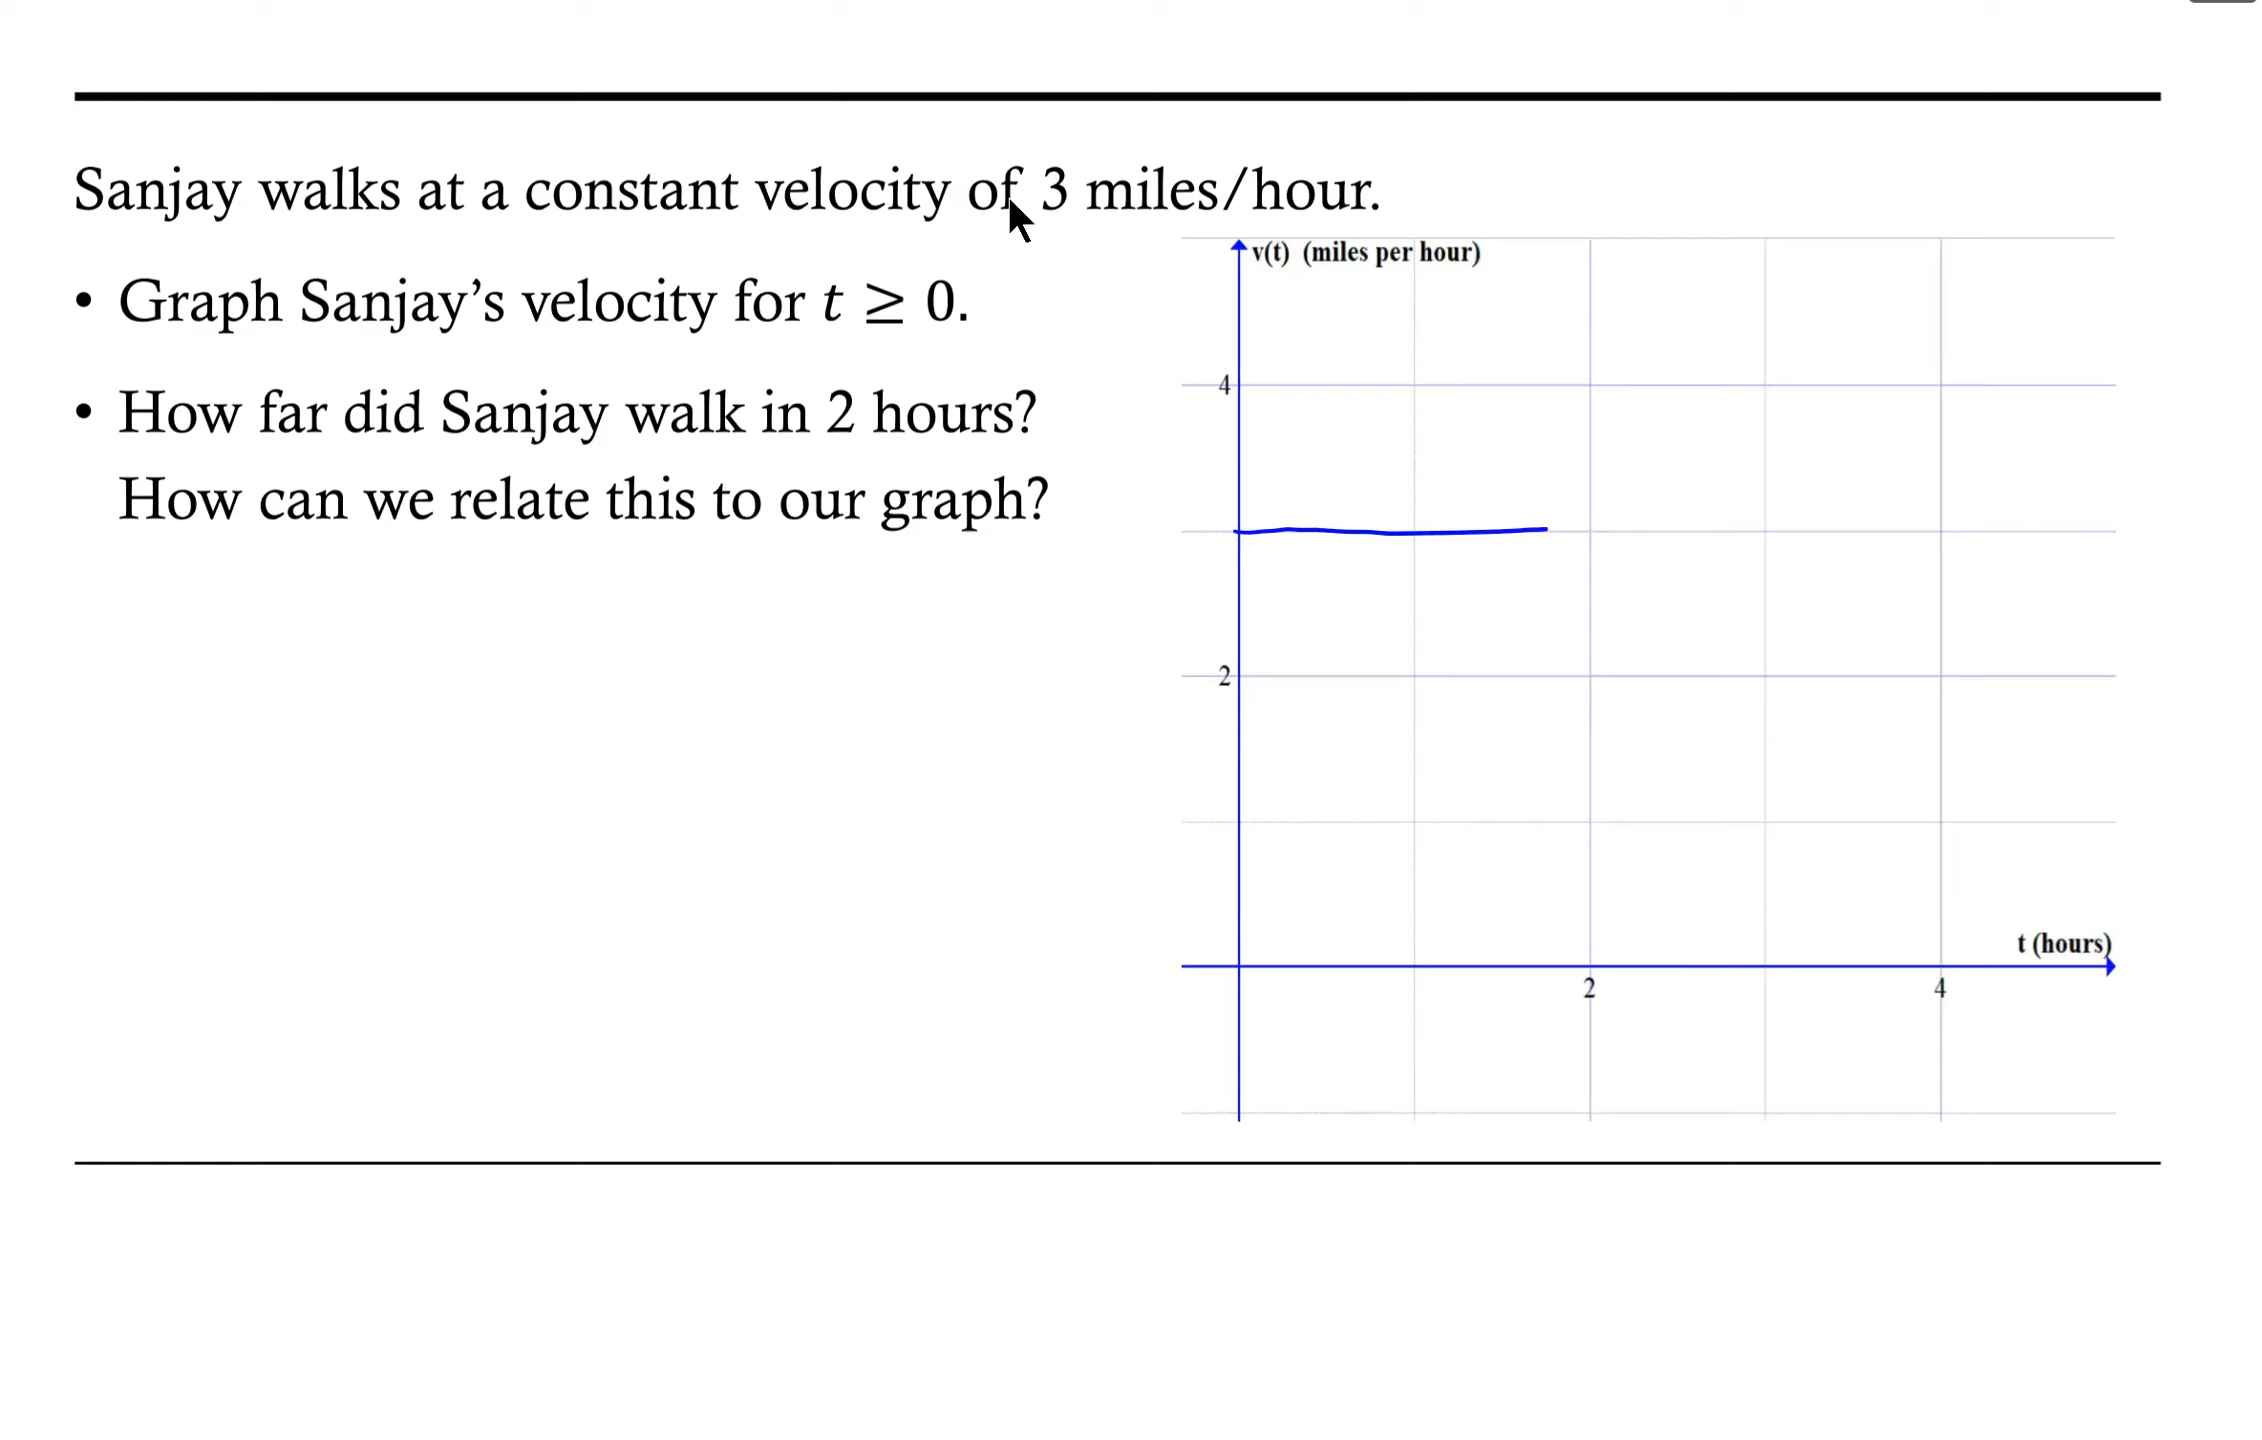 Sanjay walks at a constant velocity of 3 miles/hour.
• Graph Sanjay’s velocity for t ≥ 0.
• How far did Sanjay walk in 2 hours?
How can we relate this to our graph?
v(t) (miles per hour)
4
2
t (hours)
2
4